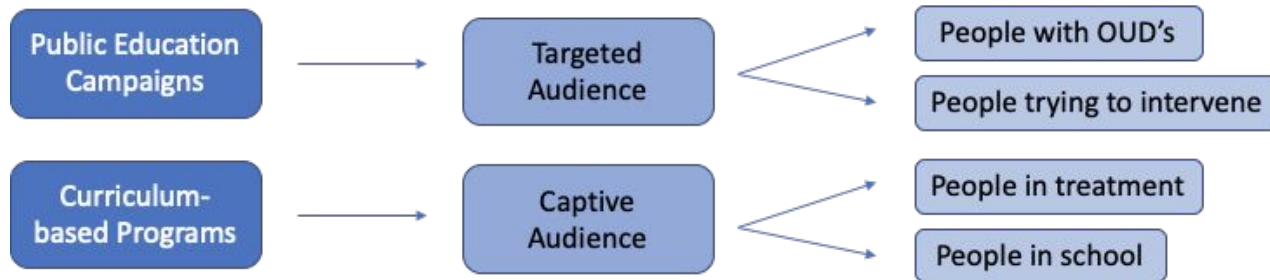 Public Education
Campaigns
Targeted
Audience
People with OUD's
People trying to intervene
Curriculum-
based Programs
Captive
Audience
People in treatment
People in school